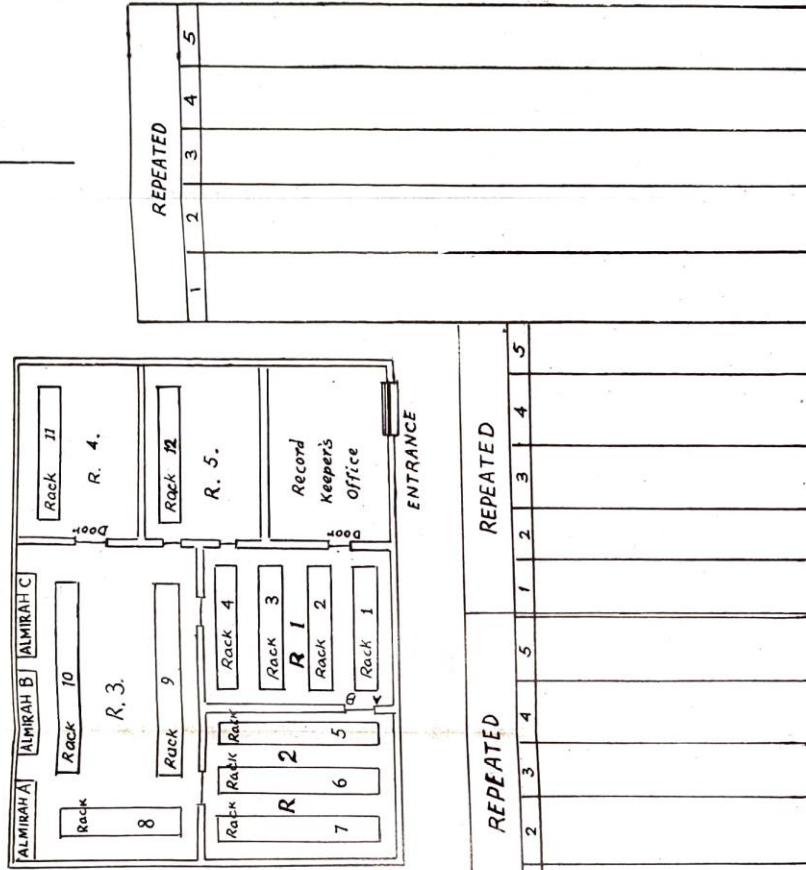 ALMIRAH A ALMIRAH B ALMIRAH C
Rack 11
Rack 10
Rack
8
R. 4.
R. 3.
DOOR
Rack 9
Rack 12
R. 5.
Rack 4
Rack 3
R 1
Rack 2
Rack 1
Rack Rack Rack
R 2
7 6 5
Record
Keeper's
Office
DOOR
ENTRANCE
REPEATED
1 2 3 4 5
REPEATED REPEATED
2 3 4 5 1 2 3 4 5